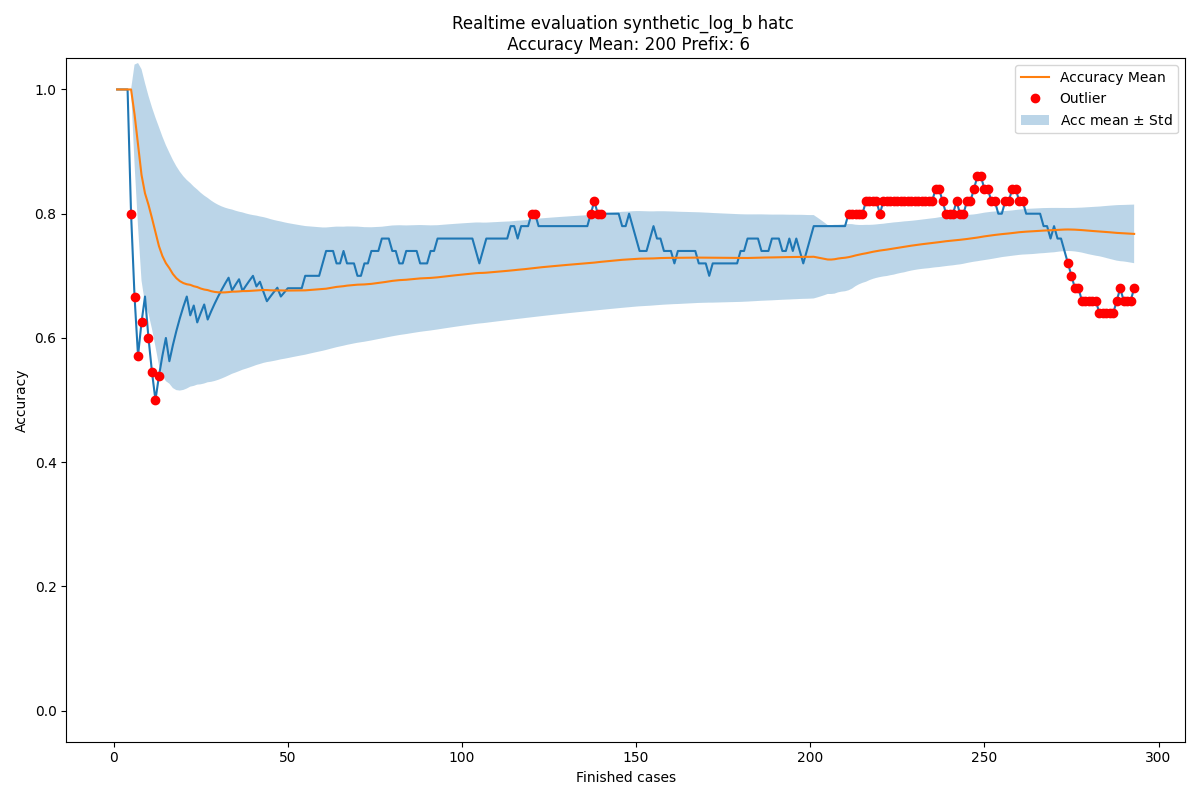 Realtime evaluation synthetic_log_b hatc
Accuracy Mean: 200 Prefix: 6
Accuracy Mean
Outlier
Acc mean ± Std
1.0
0.8
0.6
0.4
0.2
0.0
Accuracy
0
50
100
150
200
250
300
Finished cases